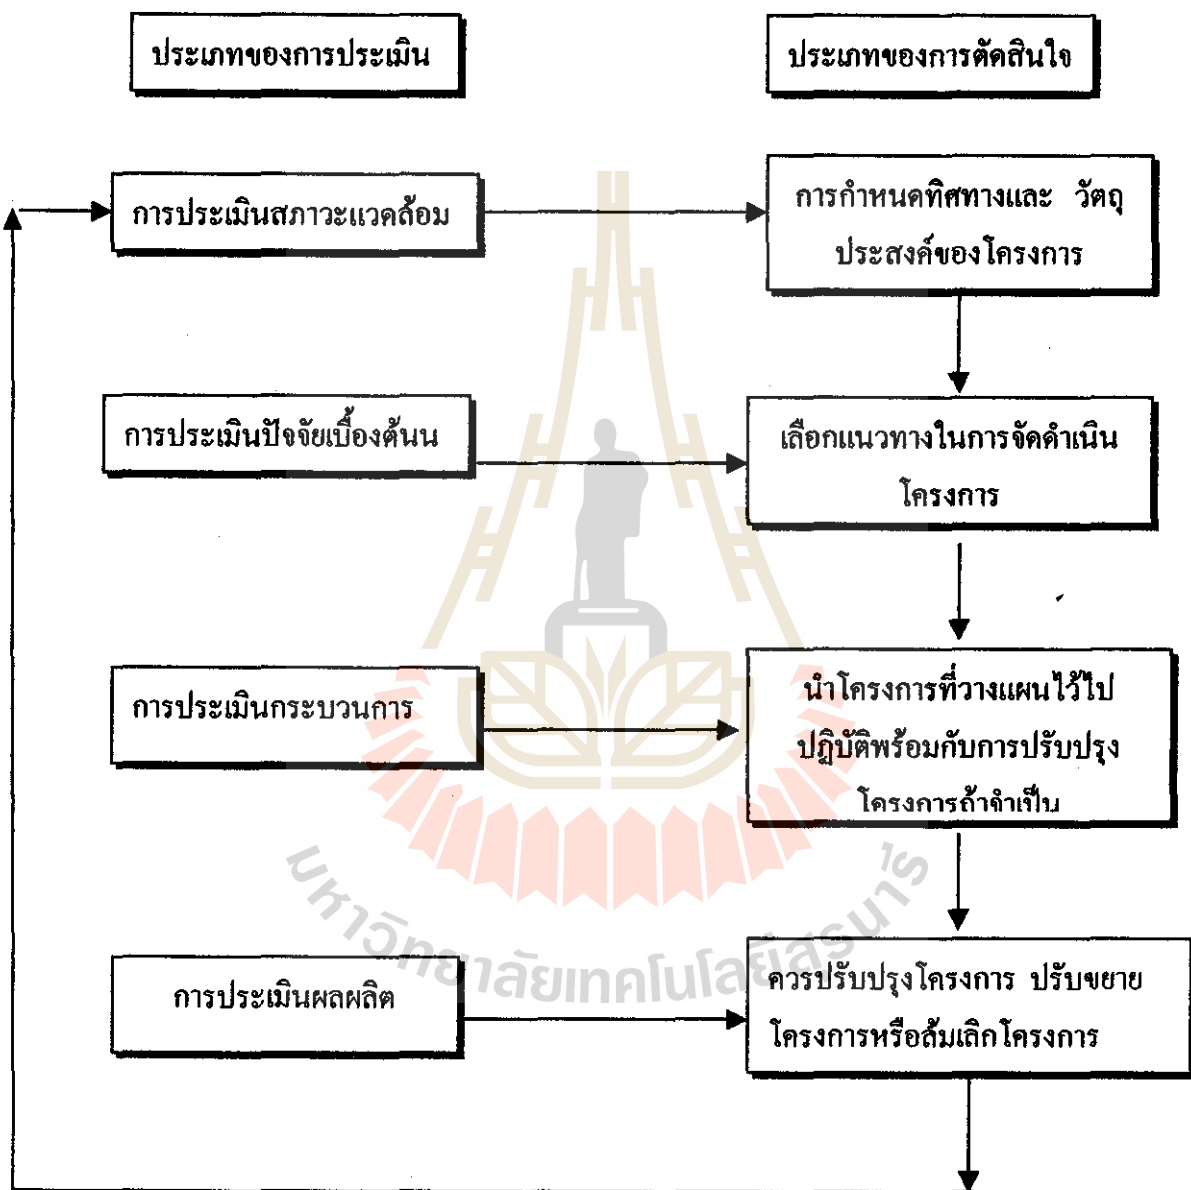 ประเภทของการประเมิน
ประเภทของการตัดสินใจ
การประเมินสภาวะแวดล้อม
การกำหนดทิศทางและ วัตถุ
ประสงค์ของโครงการ
การประเมินปัจจัยเบื้องต้นน
เลือกแนวทางในการจัดดำเนิน
โครงการ
การประเมินกระบวนการ
นำโครงการที่วางแผนไว้ไป
ปฏิบัติพร้อมกับการปรับปรุง
โครงการถ้าจำเป็น
การประเมินผลผลิต
ควรปรับปรุงโครงการ ปรับขยาย
โครงการหรือล้มเลิกโครงการ
มหาวิทยาลัยเทคโนโลยีสุรนารี